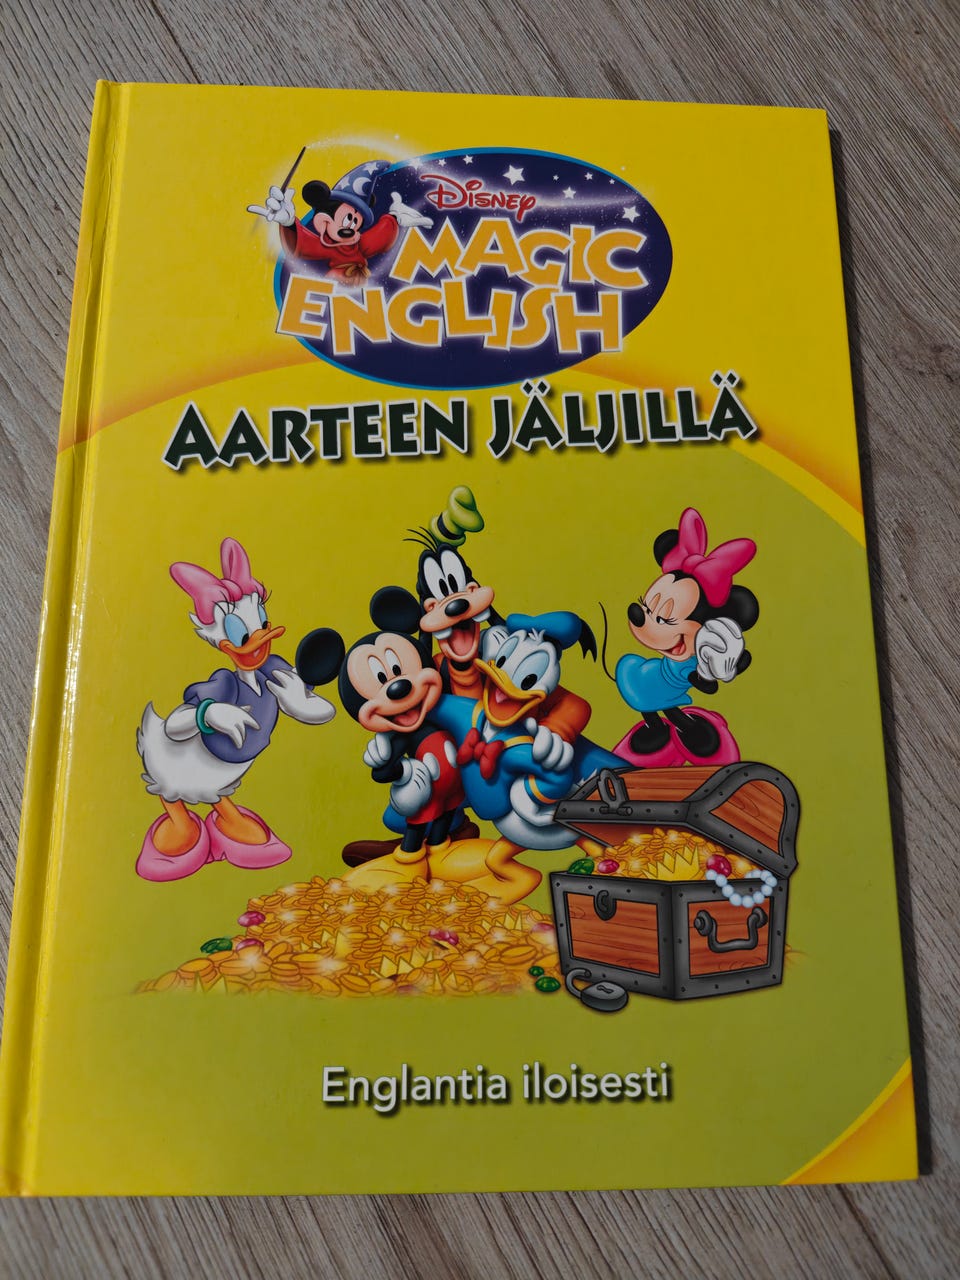 Disney
MAGIC
ENGLISH
AARTEEN JÄLJILLÄ
Englantia iloisesti